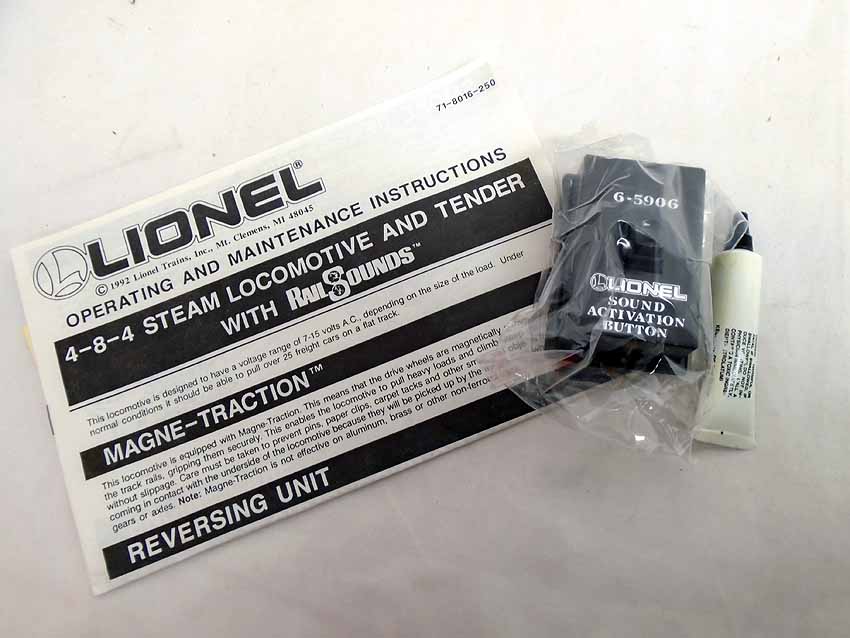 71-8016-250
LIONEL®
© 1992 Lionel Trains, Inc., Mt. Clemens, MI 48045
OPERATING AND MAINTENANCE INSTRUCTIONS
4-8-4 STEAM LOCOMOTIVE AND TENDER
WITH RAILSOUNDS™
This locomotive is designed to have a voltage range of 7-15 volts A.C., depending on the size of the load. Under
normal conditions it should be able to pull over 25 freight cars on a flat track.
MAGNE-TRACTION™
This locomotive is equipped with Magne-Traction. This means that the drive wheels are magnetically
the track rails, gripping them securely. This enables the locomotive to pull heavy loads and climb
without slippage. Care must be taken to prevent pins, paper clips, carpet tacks and other sm obje
coming in contact with the underside of the locomotive because they will be picked up by the
gears or axles. Note: Magne-Traction is not effective on aluminum, brass or other non-ferro
REVERSING UNIT
6-5906
LIONEL
SOUND
ACTIVATION
BUTTON